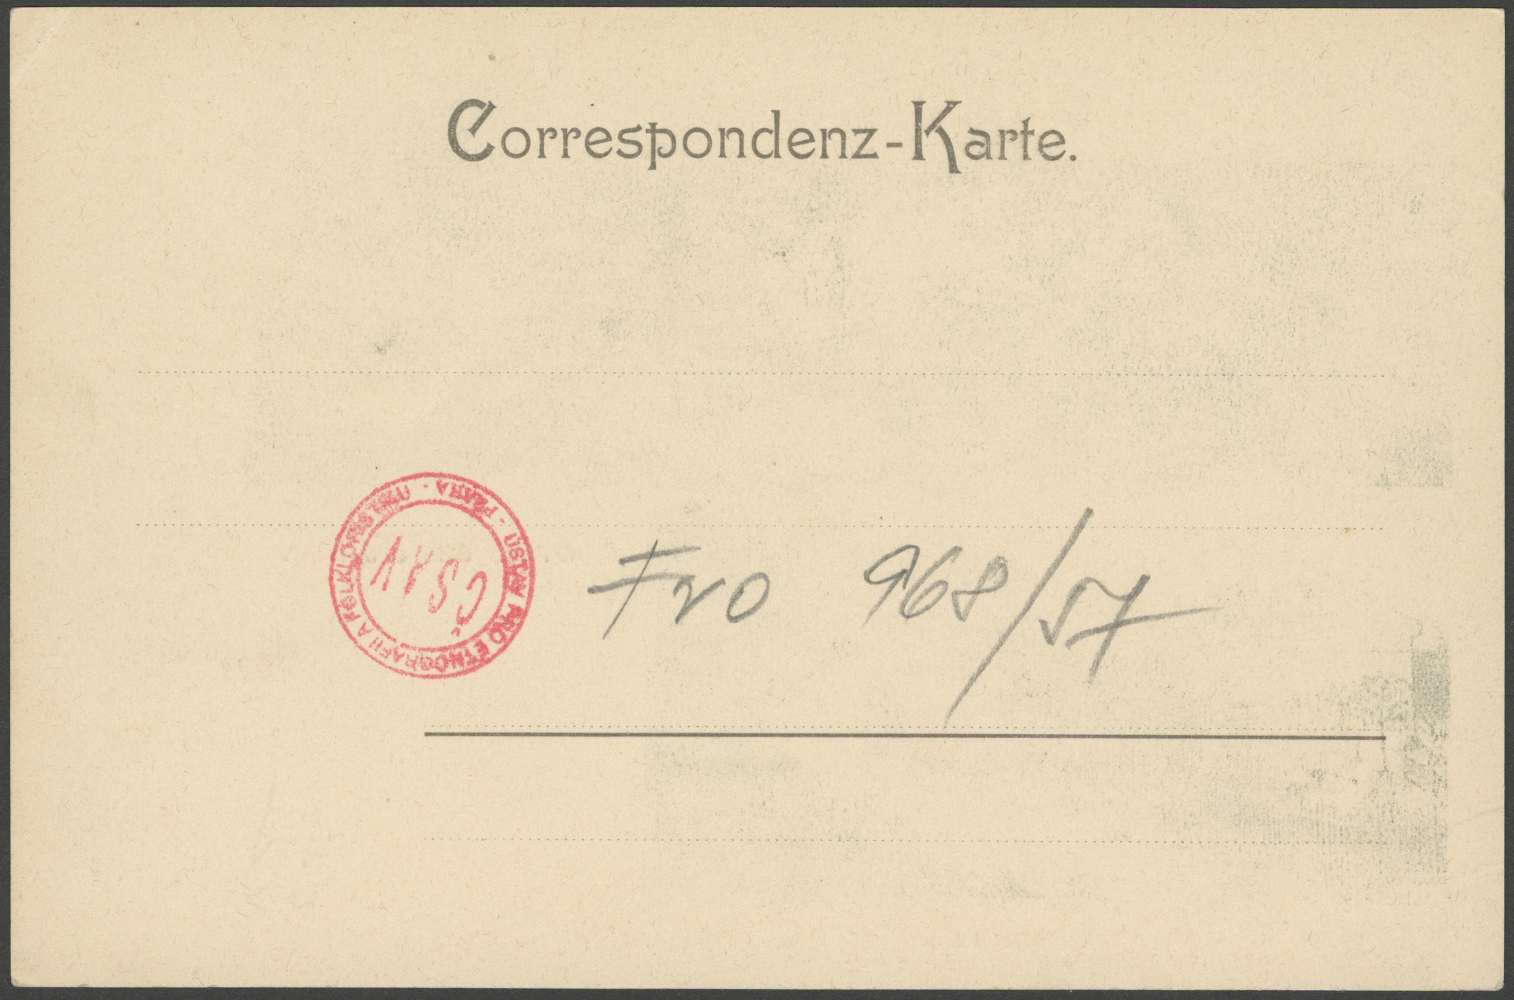 Correspondenz-Karte.
ÚSTAV PRO ETNOGRAFII A FOLKLORISTIKU - PRAHA -
ČSAV
Fro 968/57